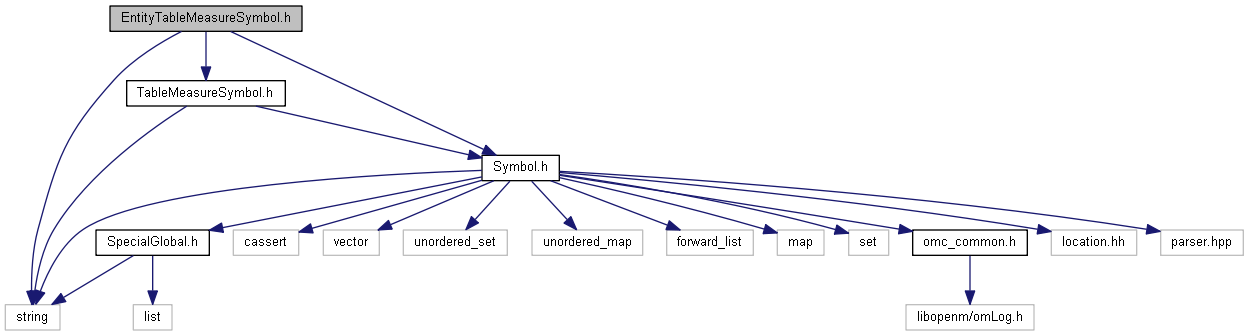 EntityTableMeasureSymbol.h
TableMeasureSymbol.h
Symbol.h
SpecialGlobal.h
cassert
vector
unordered_set
unordered_map
forward_list
map
set
omc_common.h
location.hh
parser.hpp
string
list
libopenm/omLog.h